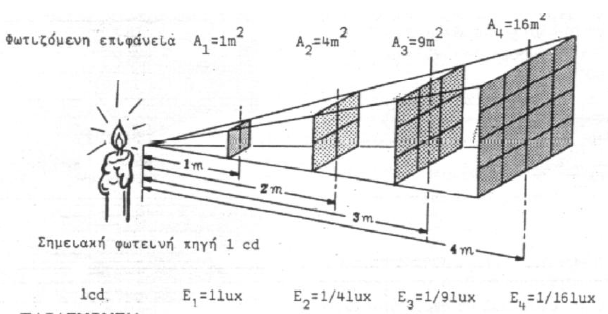 Φωτιζόμενη επιφάνεια A₁=1m² A₂=4m² A₃=9m² A₄=16m²
1m
2m
3m
4m
Σημειακή φωτεινή πηγή 1 cd
1cd E₁=1lux E₂=1/4lux E₃=1/9lux E₄=1/16lux